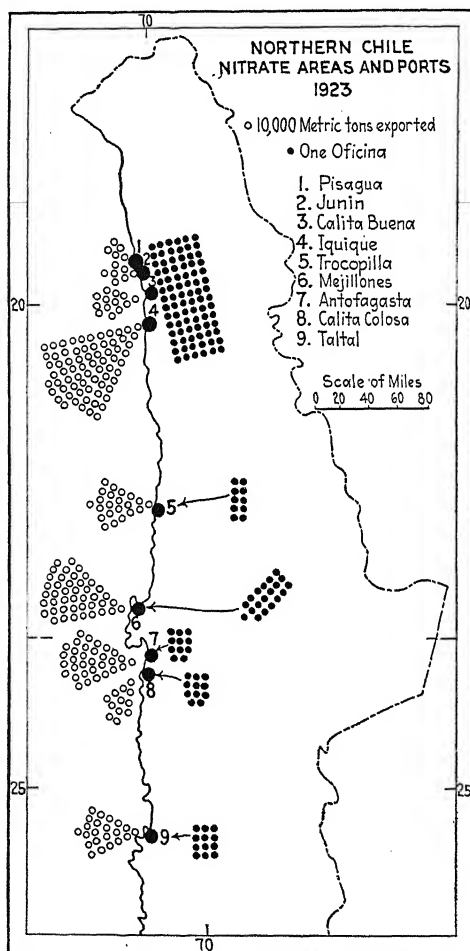 70
NORTHERN CHILE
NITRATE AREAS AND PORTS
1923
10,000 Metric tons exported
One Oficina
1. Pisagua
2. Junin
3. Calita Buena
4. Iquique
5. Trocopilla
6. Mejillones
7. Antofagasta
8. Calita Colosa
9. Taltal
Scale of Miles
0 20 40 60 80
1
2
3
4
20
20
5
6
7
8
25
25
9
70